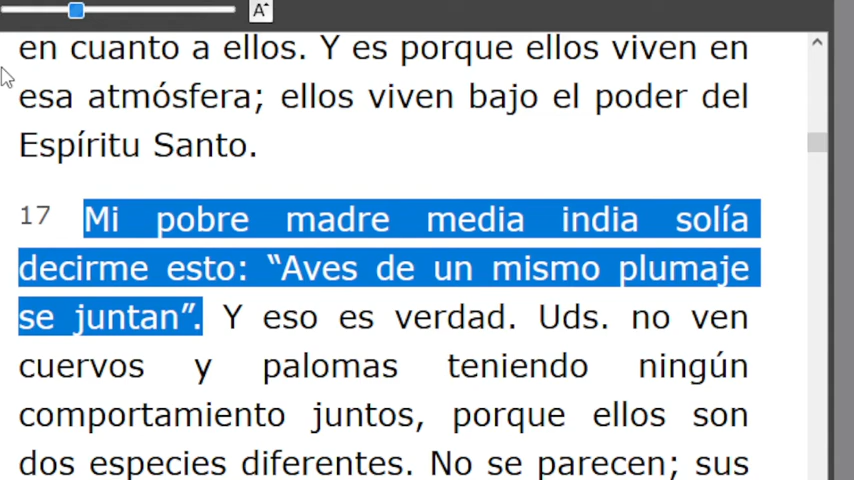 A
en cuanto a ellos. Y es porque ellos viven en
esa atmósfera; ellos viven bajo el poder del
Espíritu Santo.
17 Mi pobre madre media india solía
decirme esto: “Aves de un mismo plumaje
se juntan”. Y eso es verdad. Uds. no ven
cuervos y palomas teniendo ningún
comportamiento juntos, porque ellos son
dos especies diferentes. No se parecen; sus